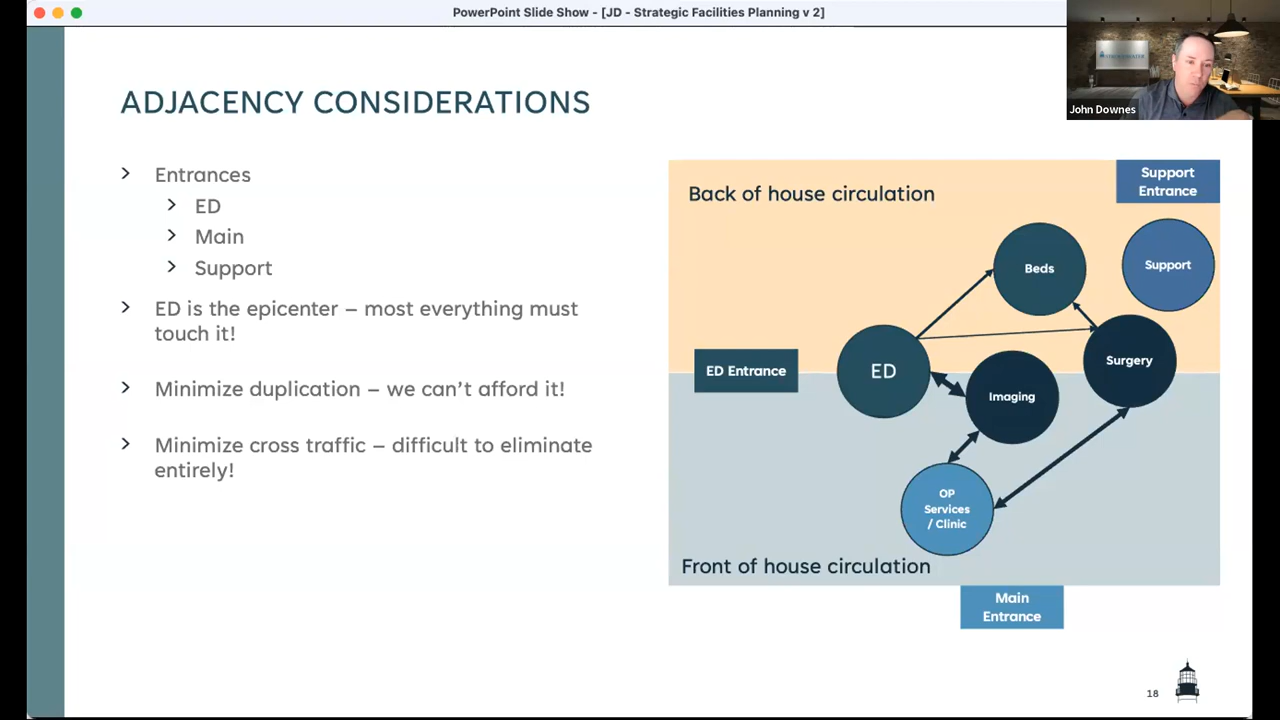 PowerPoint Slide Show - [JD - Strategic Facilities Planning v 2]
John Downes
ADJACENCY CONSIDERATIONS
Entrances
ED
Main
Support
ED is the epicenter – most everything must
touch it!
Minimize duplication – we can't afford it!
Minimize cross traffic – difficult to eliminate
entirely!
Back of house circulation
Support
Entrance
Beds
Support
ED Entrance
ED
Surgery
Imaging
OP
Services
/ Clinic
Front of house circulation
Main
Entrance
18